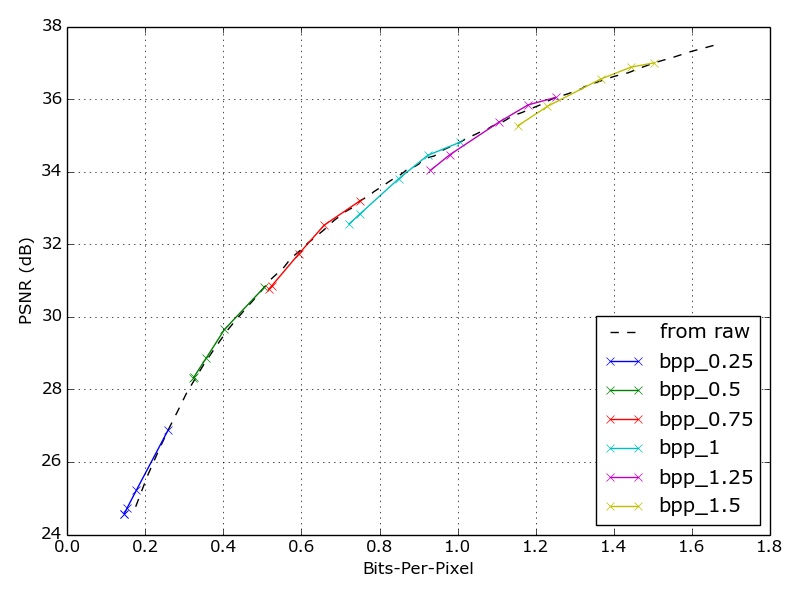 38
36
34
32
30
28
26
24
PSNR (dB)
0.0 0.2 0.4 0.6 0.8 1.0 1.2 1.4 1.6 1.8
Bits-Per-Pixel
from raw
bpp_0.25
bpp_0.5
bpp_0.75
bpp_1
bpp_1.25
bpp_1.5